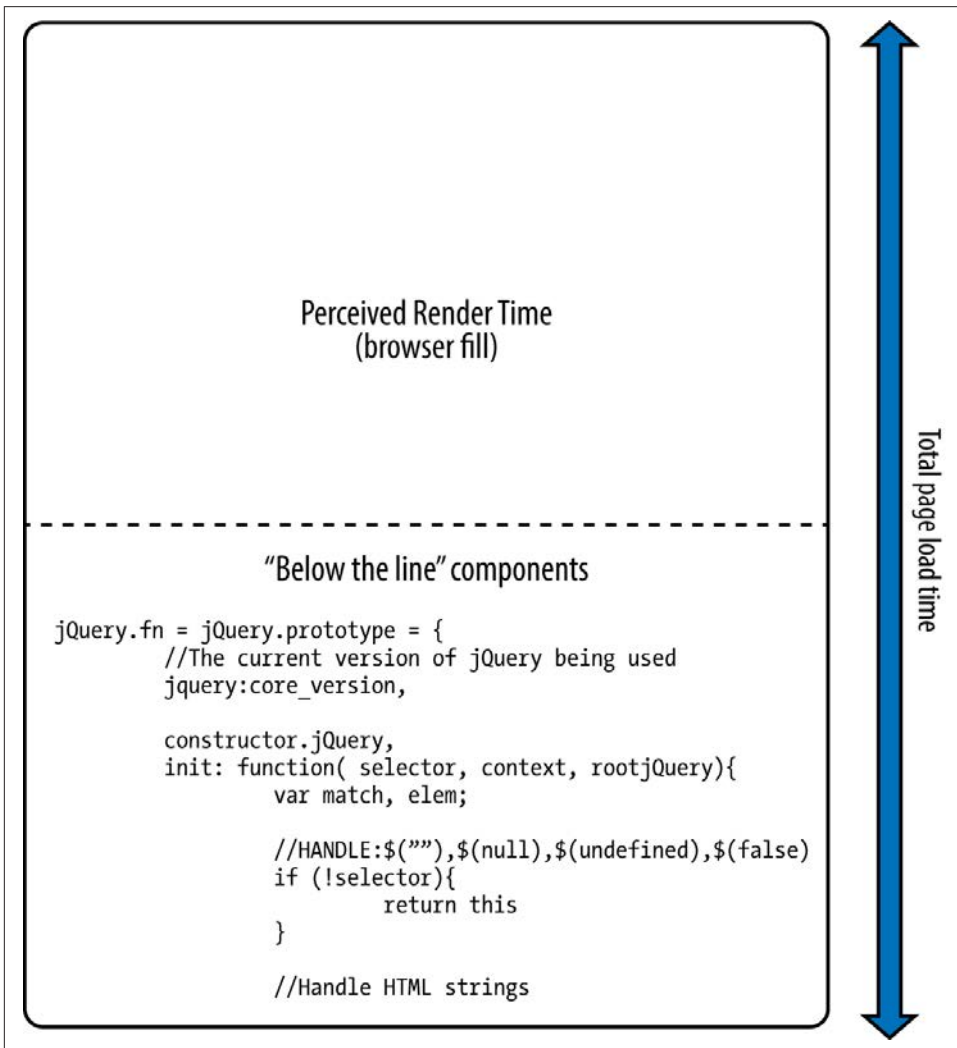 Perceived Render Time
(browser fill)
Total page load time
“Below the line” components
jQuery.fn = jQuery.prototype = {
//The current version of jQuery being used
jquery:core_version,
constructor.jQuery,
init: function( selector, context, rootjQuery){
var match, elem;
//HANDLE:$(””),$(null),$(undefined),$(false)
if (!selector){
return this
}
//Handle HTML strings